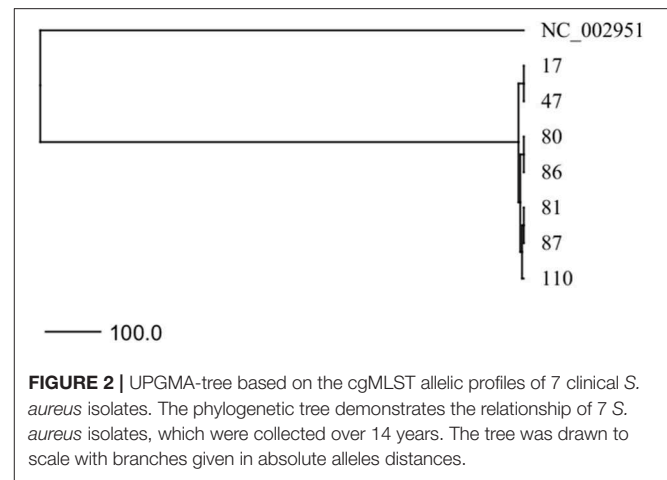 NC_002951
17
47
80
86
81
87
110
100.0
FIGURE 2 | UPGMA-tree based on the cgMLST allelic profiles of 7 clinical S.
aureus isolates. The phylogenetic tree demonstrates the relationship of 7 S.
aureus isolates, which were collected over 14 years. The tree was drawn to
scale with branches given in absolute alleles distances.